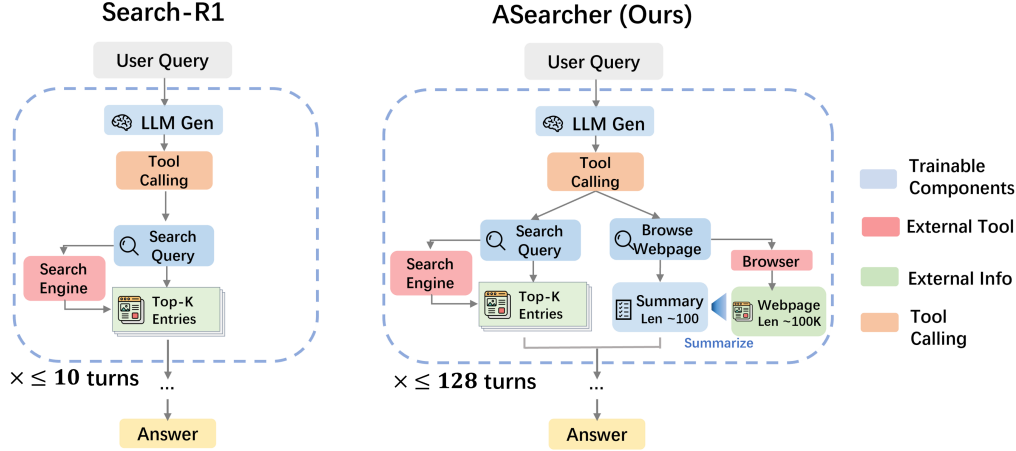 Search-R1
User Query
LLM Gen
Tool
Calling
Search
Query
Search
Engine
Top-K
Entries
× ≤ 10 turns
...
Answer
ASearcher (Ours)
User Query
LLM Gen
Tool
Calling
Search
Query
Browse
Webpage
Search
Engine
Browser
Top-K
Entries
Summary
Len ~100
Webpage
Len ~100K
Summarize
× ≤ 128 turns
...
Answer
Trainable
Components
External Tool
External Info
Tool
Calling